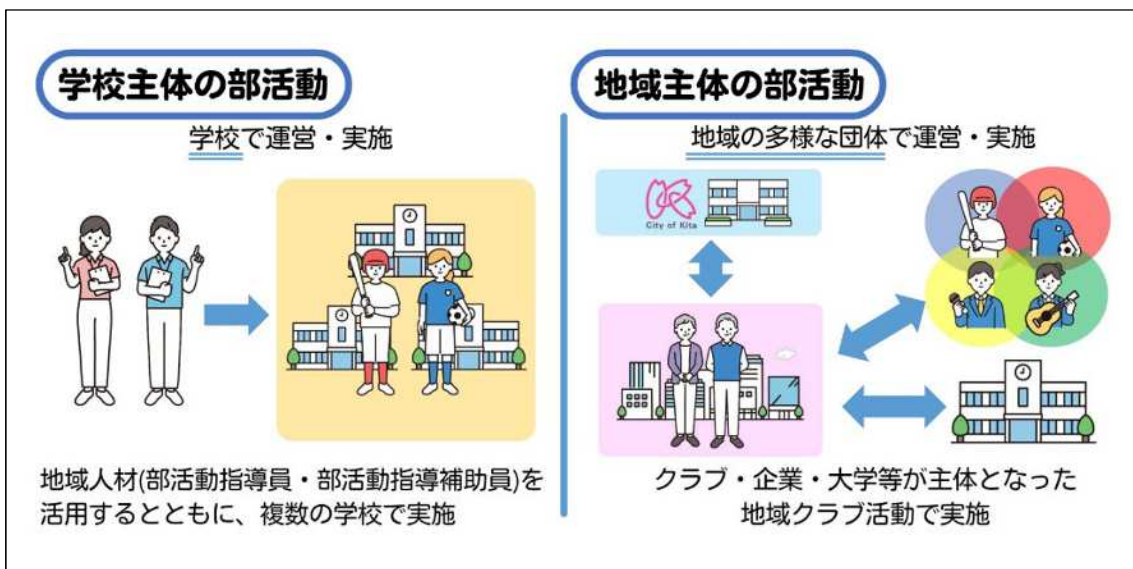 学校主体の部活動
学校で運営・実施
地域人材(部活動指導員・部活動指導補助員)を
活用するとともに、複数の学校で実施
地域主体の部活動
地域の多様な団体で運営・実施
City of Kita
クラブ・企業・大学等が主体となった
地域クラブ活動で実施